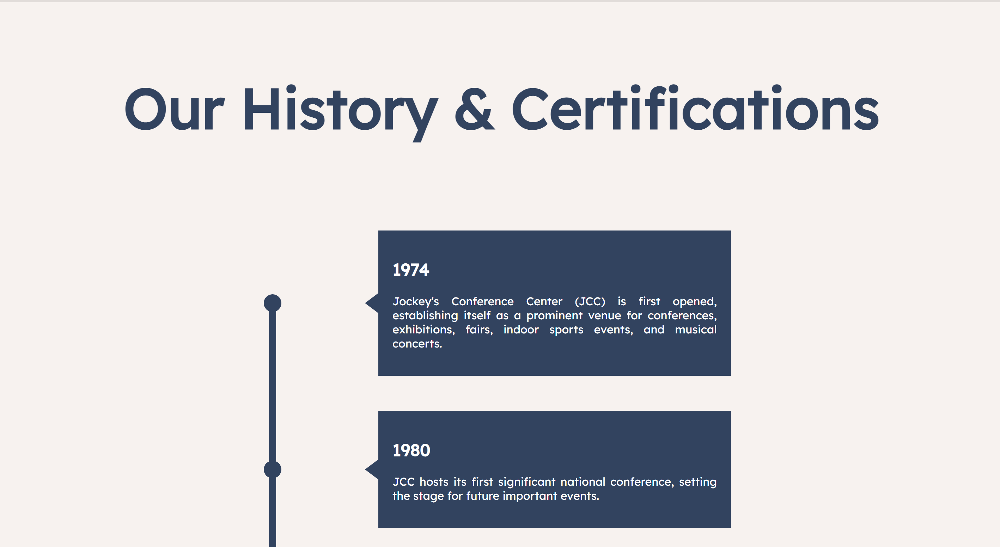 Our History & Certifications
1974
Jockey's Conference Center (JCC) is first opened,
establishing itself as a prominent venue for conferences,
exhibitions, fairs, indoor sports events, and musical
concerts.
1980
JCC hosts its first significant national conference, setting
the stage for future important events.